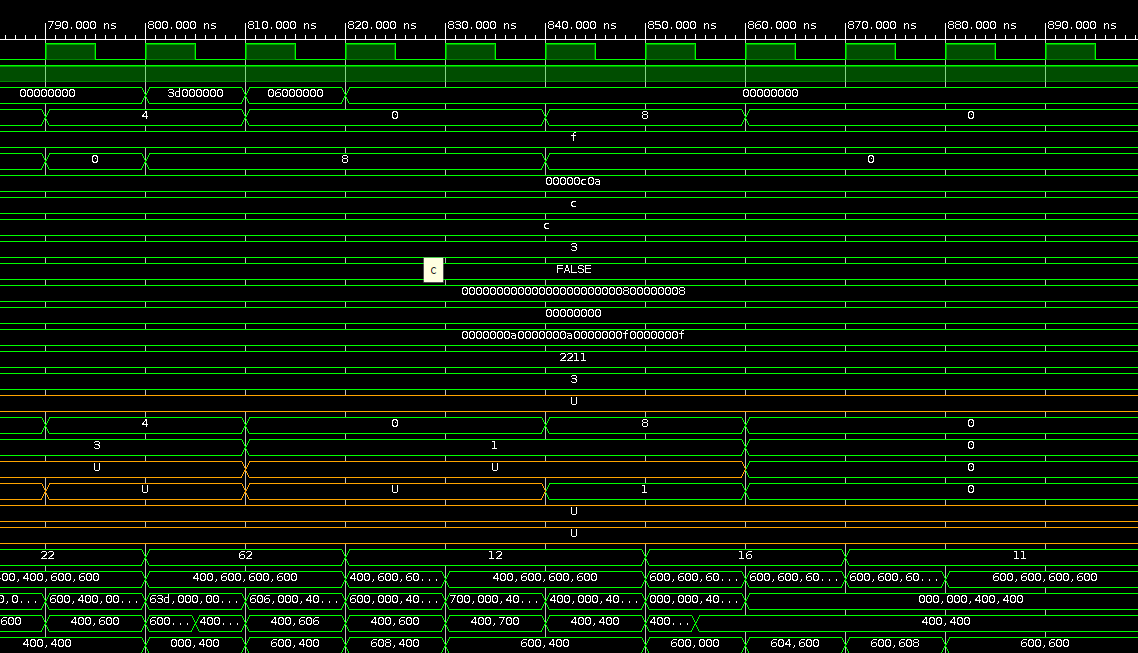 790.000 ns 800.000 ns 810.000 ns 820.000 ns 830.000 ns 840.000 ns 850.000 ns 860.000 ns 870.000 ns 880.000 ns 890.000 ns
00000000 3d000000 06000000 00000000
4 0 8 0
f
0 8 0
00000c0a
c
c
3
c FALSE
00000000000000000000000800000008
00000000
0000000a0000000a0000000f0000000f
2211
3
U
4 0 8 0
3 1 0
U U 0
U U 1 0
U
U
22 62 12 16 11
00,400,600,600 400,600,600,600 400,600,60... 400,600,600,600 600,600,60... 600,600,60... 600,600,60... 600,600,600,600
0,0... 600,400,00... 63d,000,00... 606,000,40... 600,000,40... 700,000,40... 400,000,40... 000,000,40... 000,000,400,400
600 400,600 600... 400... 400,606 400,600 400,700 400,400 400... 400,400
400,400 000,400 600,400 608,400 600,400 600,000 604,600 600,608 600,600